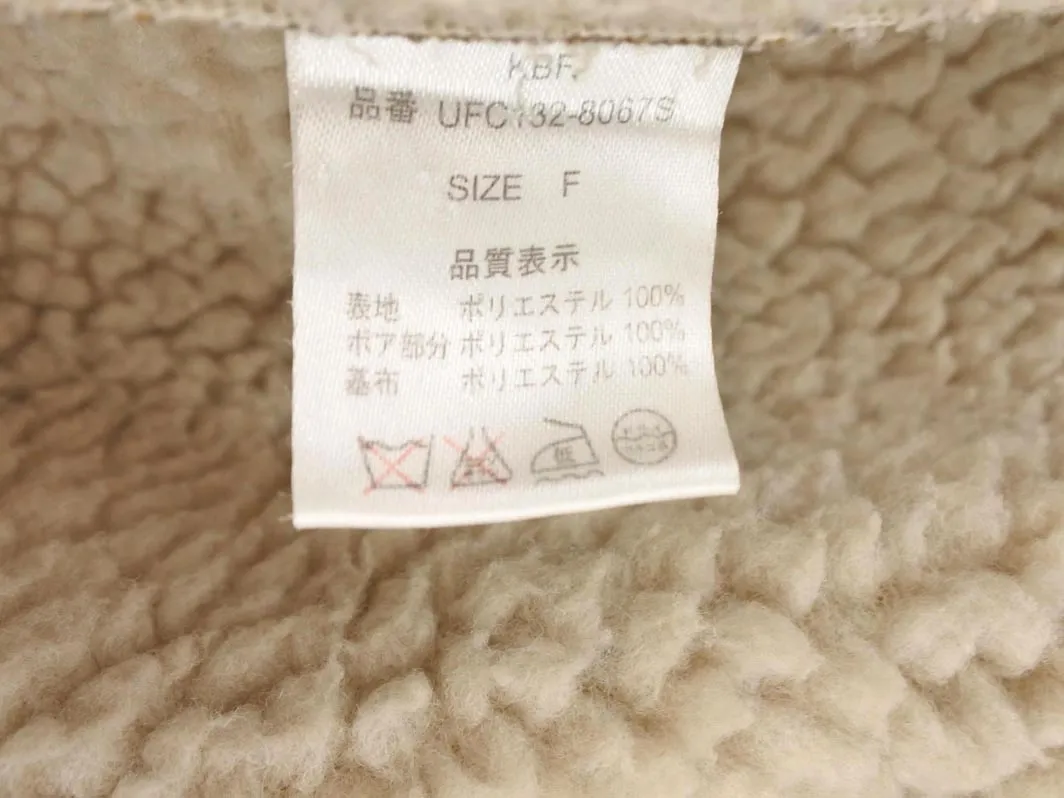 KBF.
品番 UFC132-8067S
SIZE F
品質表示
表地 ポリエステル 100%
ボア部分 ポリエステル 100%
基布 ポリエステル 100%
低